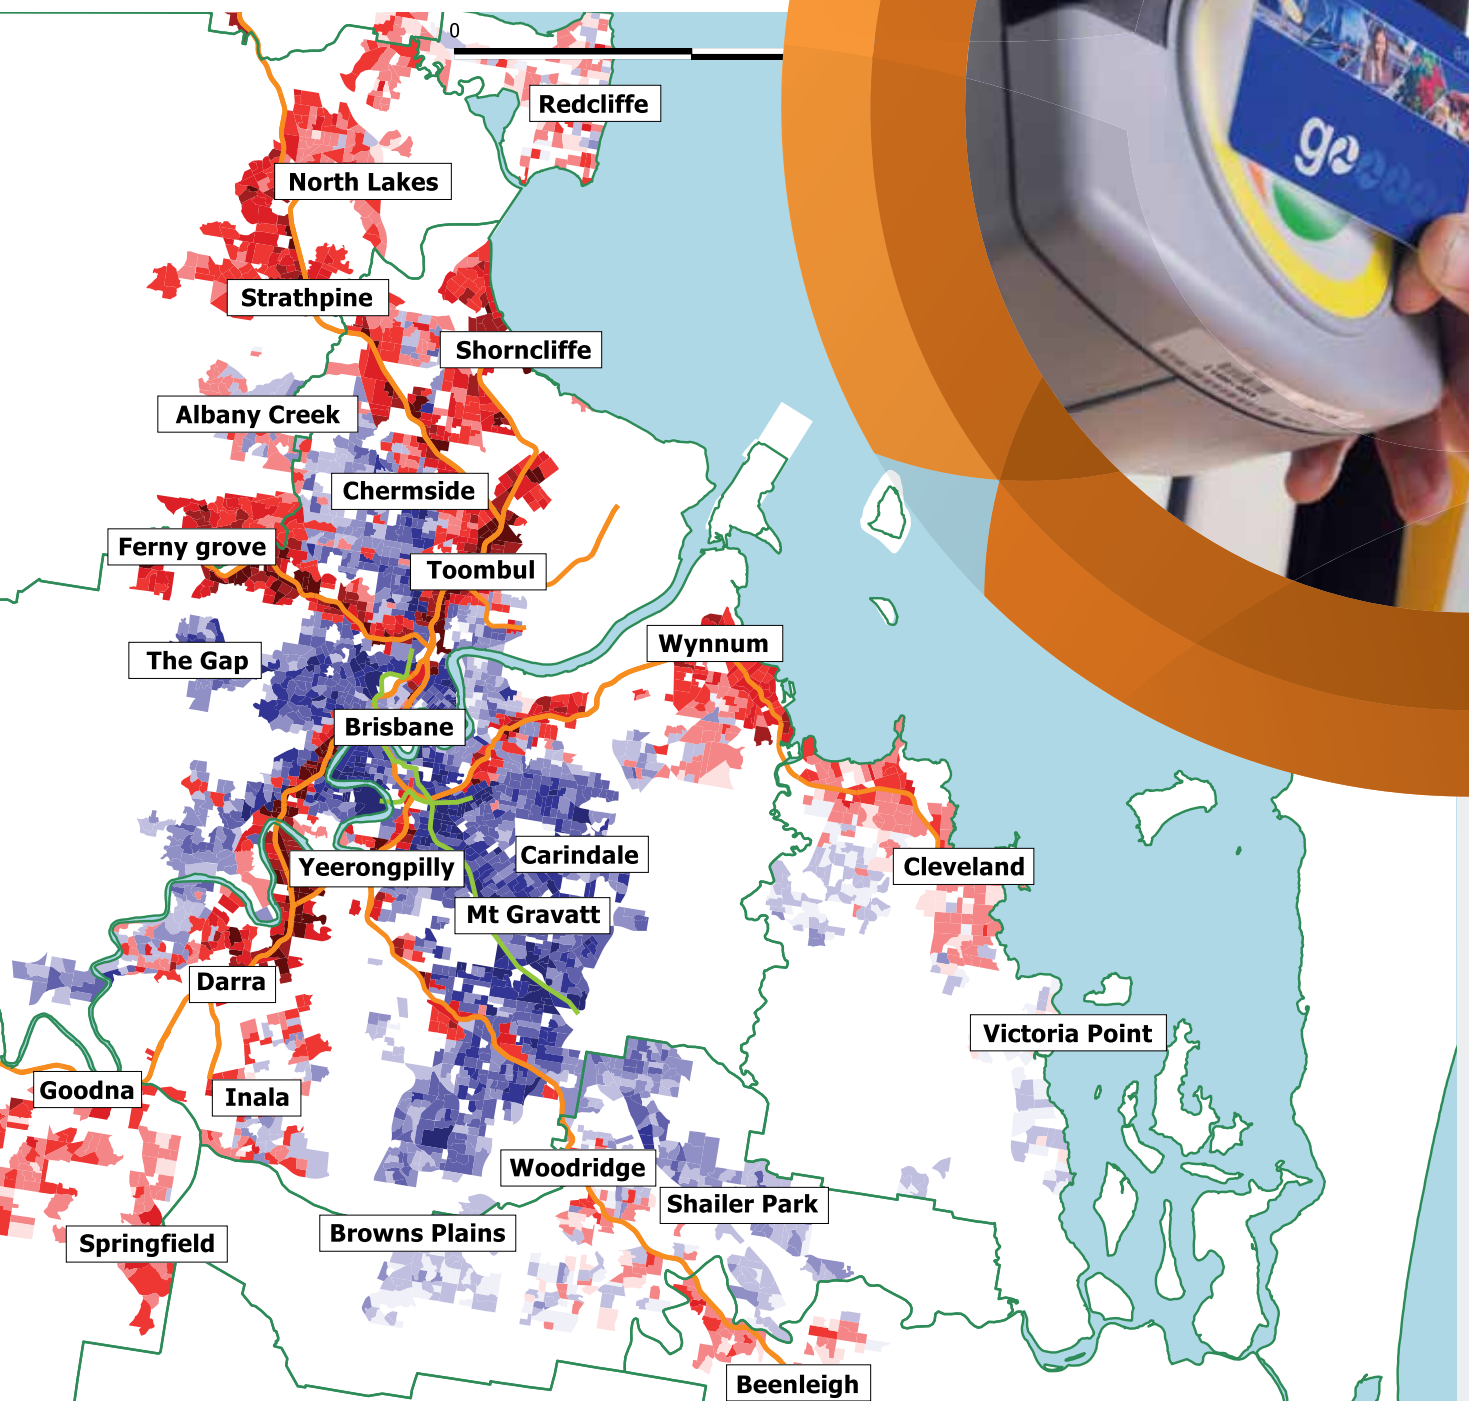 0
Redcliffe
go
North Lakes
Strathpine
Shorncliffe
Albany Creek
Chermside
Ferny grove
Toombul
Wynnum
The Gap
Brisbane
Carindale
Yeerongpilly
Cleveland
Mt Gravatt
Darra
Victoria Point
Goodna
Inala
Woodridge
Shailer Park
Browns Plains
Springfield
Beenleigh